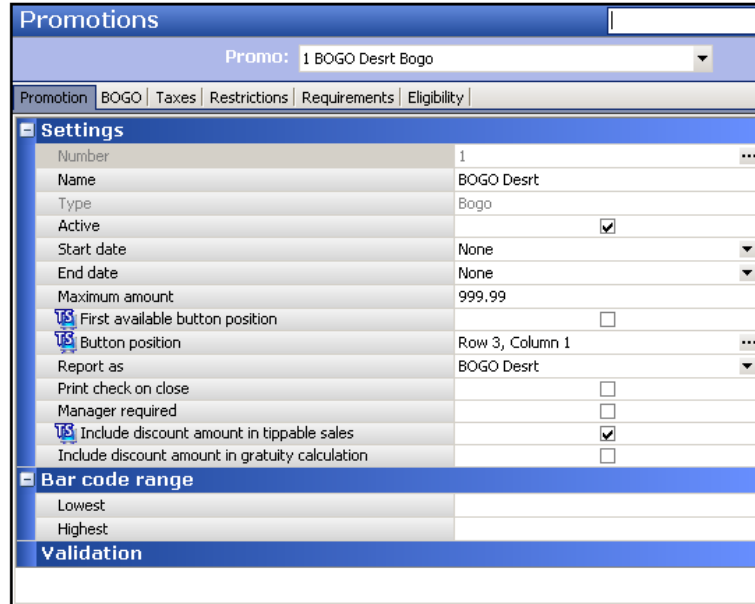 Promotions
Promo: 1 BOGO Desrt Bogo
Promotion BOGO Taxes Restrictions Requirements Eligibility
Settings
Number 1
Name BOGO Desrt
Type Bogo
Active
Start date None
End date None
Maximum amount 999.99
TS First available button position
TS Button position Row 3, Column 1
Report as BOGO Desrt
Print check on close
Manager required
TS Include discount amount in tippable sales
Include discount amount in gratuity calculation
Bar code range
Lowest
Highest
Validation